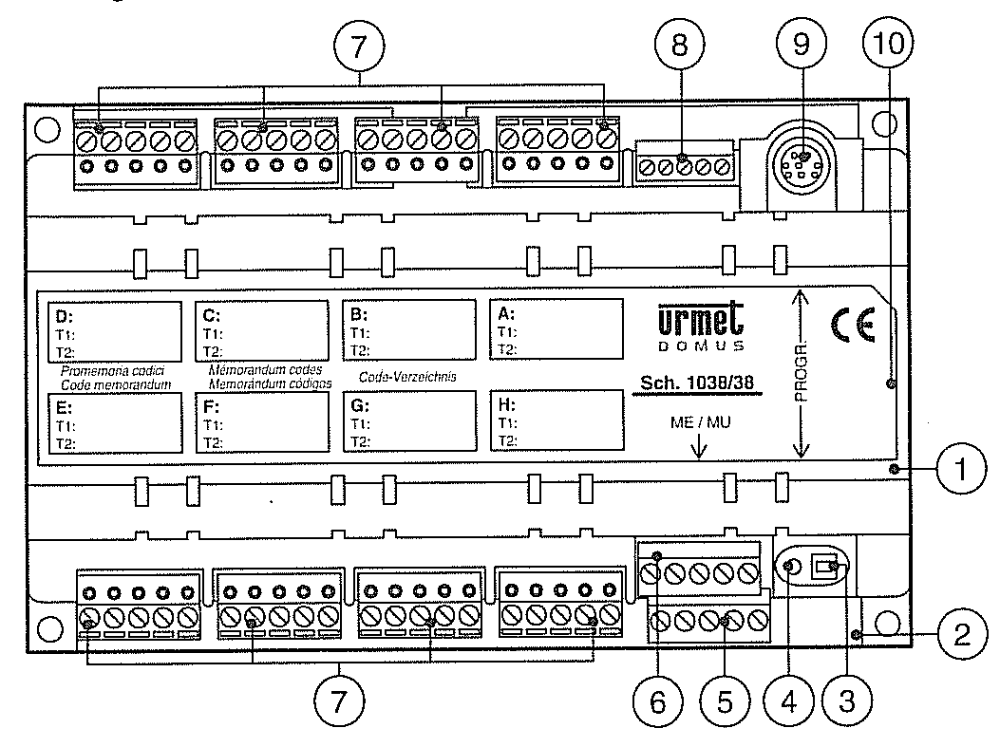 7
8
9
10
D:
T1:
T2:
C:
T1:
T2:
B:
T1:
T2:
A:
T1:
T2:
urmet
DOMUS
CE
Promemoria codici
Code memorandum
Mémorandum codes
Memorándum códigos
Code-Verzeichnis
Sch. 1038/38
PROGR.
E:
T1:
T2:
F:
T1:
T2:
G:
T1:
T2:
H:
T1:
T2:
ME / MU
1
2
7
6
5
4
3